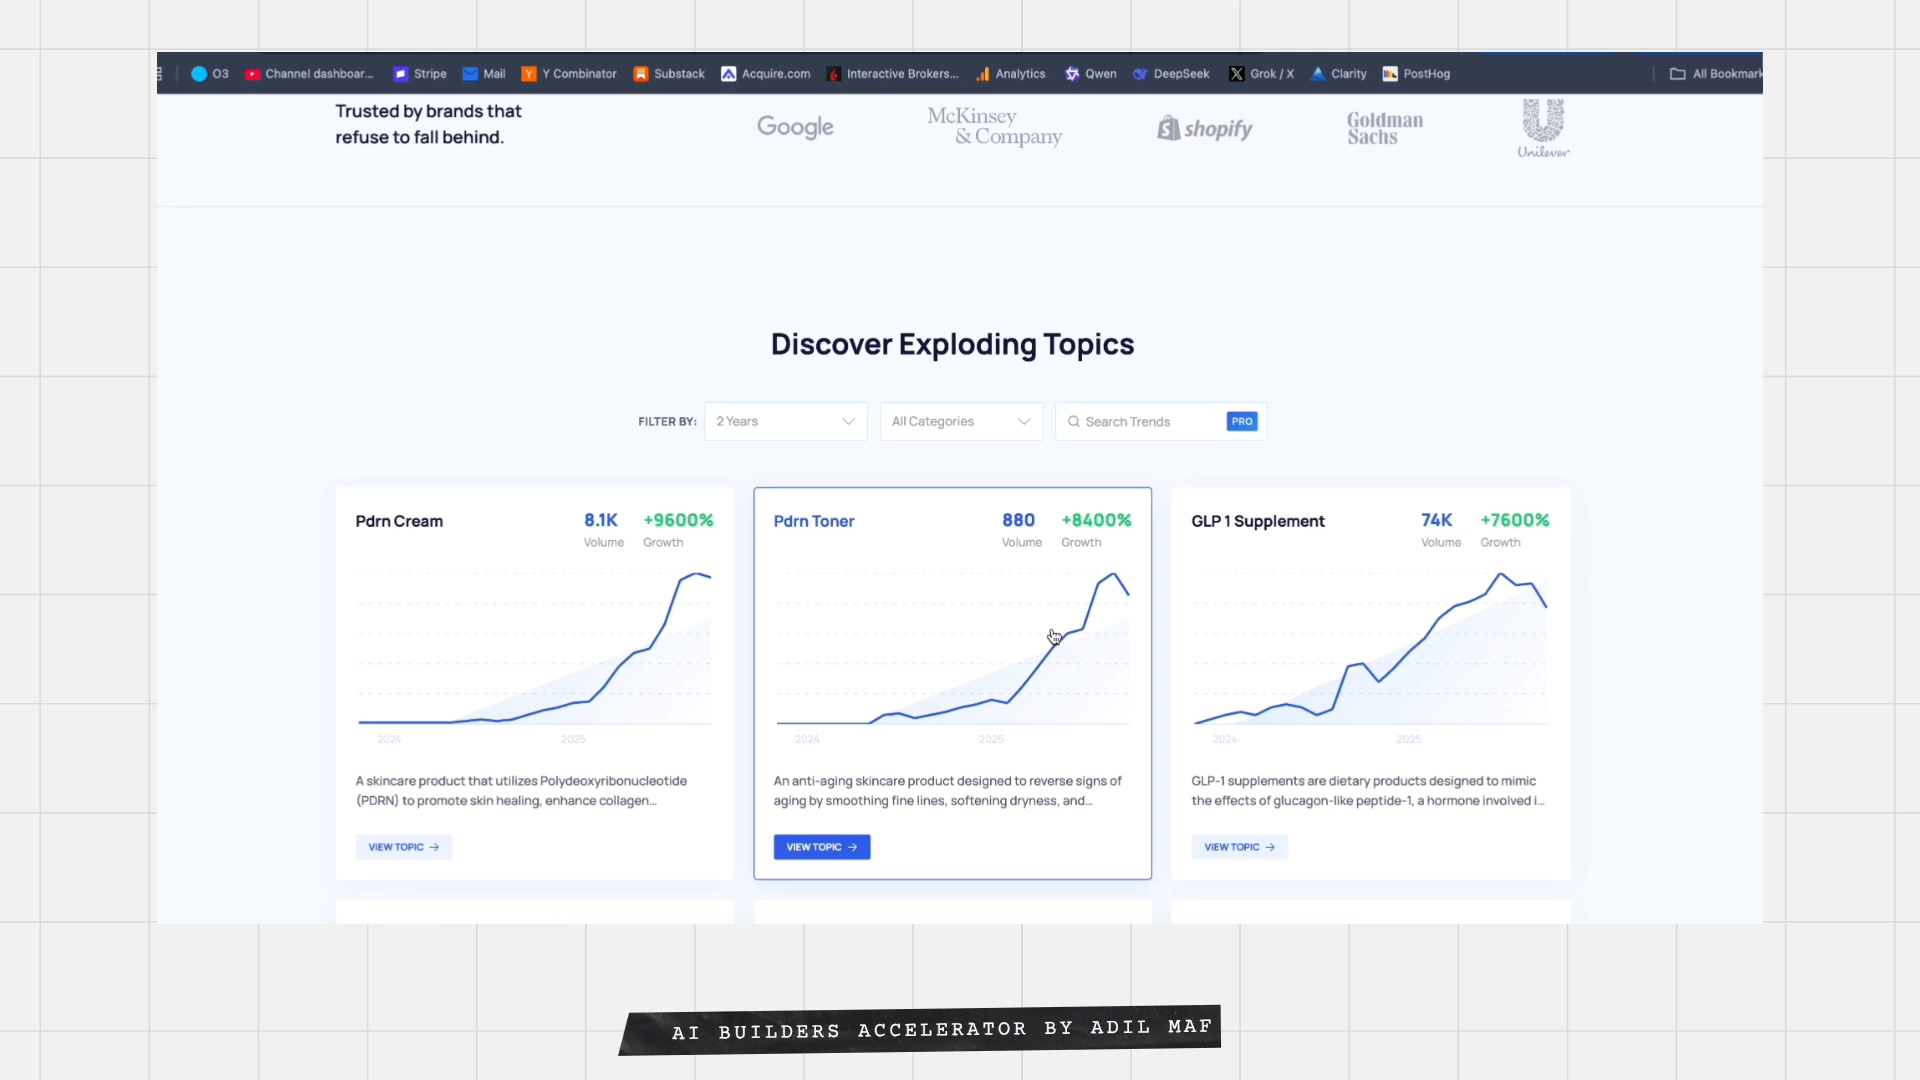 O3
Channel dashboar...
Stripe
Mail
Y Combinator
Substack
Acquire.com
Interactive Brokers...
Analytics
Qwen
DeepSeek
Grok / X
Clarity
PostHog
All Bookmark
Trusted by brands that
refuse to fall behind.
Google
McKinsey
& Company
shopify
Goldman
Sachs
Unilever
Discover Exploding Topics
FILTER BY:
2 Years
All Categories
Search Trends
PRO
Pdrn Cream
8.1K
+9600%
Volume
Growth
2024
2025
A skincare product that utilizes Polydeoxyribonucleotide
(PDRN) to promote skin healing, enhance collagen...
VIEW TOPIC →
Pdrn Toner
880
+8400%
Volume
Growth
2024
2025
An anti-aging skincare product designed to reverse signs of
aging by smoothing fine lines, softening dryness, and...
VIEW TOPIC →
GLP 1 Supplement
74K
+7600%
Volume
Growth
2024
2025
GLP-1 supplements are dietary products designed to mimic
the effects of glucagon-like peptide-1, a hormone involved i...
VIEW TOPIC →
AI BUILDERS ACCELERATOR BY ADIL MAF